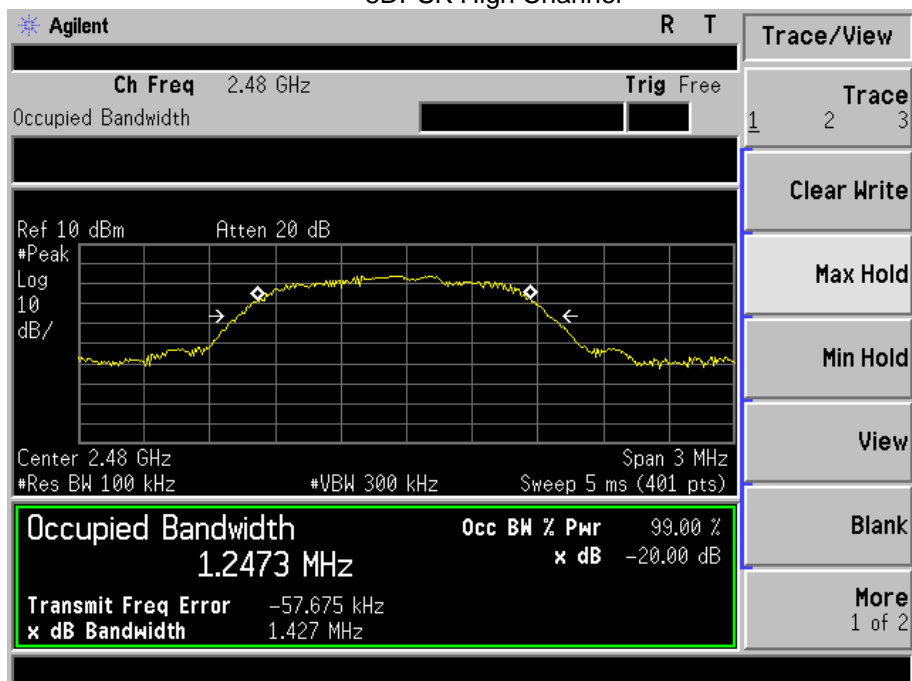 8DPSK High Channel
Agilent R T
Trace/View
Ch Freq 2.48 GHz Trig Free
Occupied Bandwidth
Trace
1 2 3
Clear Write
Ref 10 dBm Atten 20 dB
#Peak
Log
10
dB/
Max Hold
Min Hold
View
Center 2.48 GHz Span 3 MHz
#Res BW 100 kHz #VBW 300 kHz Sweep 5 ms (401 pts)
Occupied Bandwidth
1.2473 MHz
Occ BW % Pwr 99.00 %
x dB -20.00 dB
Transmit Freq Error -57.675 kHz
x dB Bandwidth 1.427 MHz
Blank
More
1 of 2